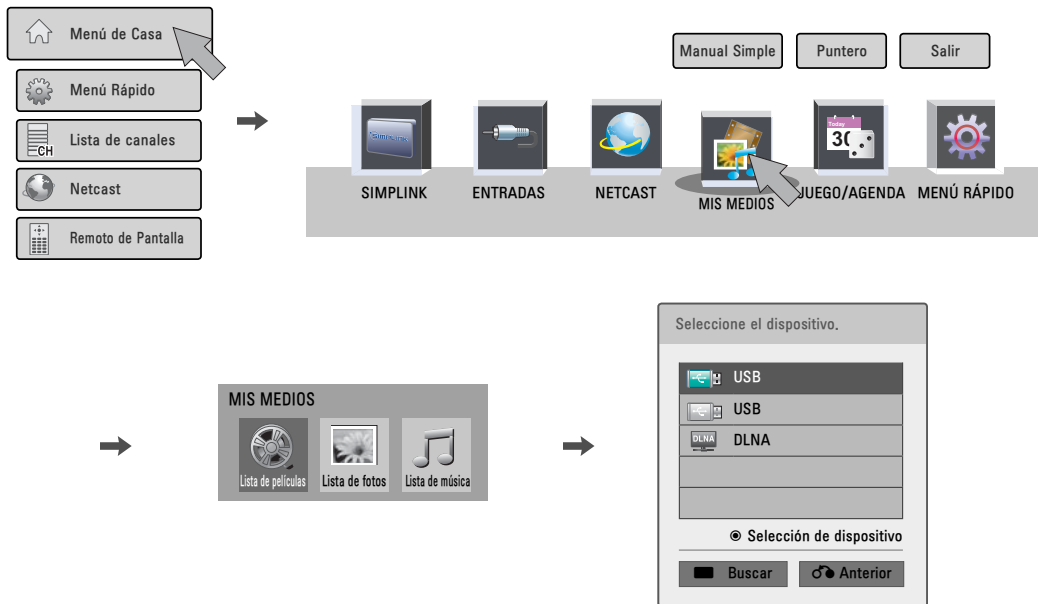 Menú de Casa
Menú Rápido
Lista de canales
CH
Netcast
Remoto de Pantalla
Manual Simple
Puntero
Salir
SIMPLINK
SIMPLINK
ENTRADAS
NETCAST
MIS MEDIOS
Today
30
JUEGO/AGENDA
MENÚ RÁPIDO
MIS MEDIOS
Lista de películas
Lista de fotos
Lista de música
Seleccione el dispositivo.
USB
USB
DLNA
DLNA
Selección de dispositivo
Buscar
Anterior